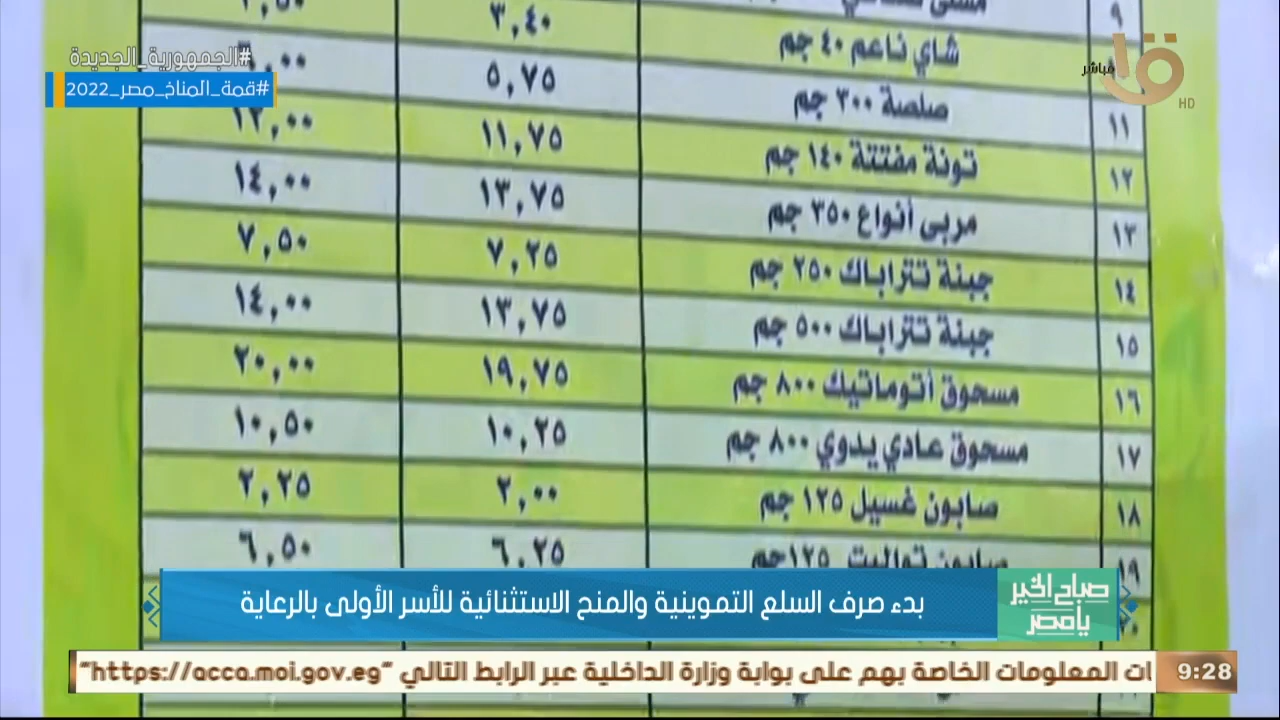 #الجمهورية_الجديدة
#قمة_المناخ_مصر_2022
مباشر
HD
٩
شاي ناعم ٤٠ جم ٣,٤٠
١١ صلصة ٣٠٠ جم ٥,٧٥ ٦,٠٠
١٢ تونة مفتتة ١٤٠ جم ١١,٧٥ ١٢,٠٠
١٣ مربى أنواع ٣٥٠ جم ١٣,٧٥ ١٤,٠٠
١٤ جبنة تتراباك ٢٥٠ جم ٧,٢٥ ٧,٥٠
١٥ جبنة تتراباك ٥٠٠ جم ١٣,٧٥ ١٤,٠٠
١٦ مسحوق أتوماتيك ٨٠٠ جم ١٩,٧٥ ٢٠,٠٠
١٧ مسحوق عادي يدوي ٨٠٠ جم ١٠,٢٥ ١٠,٥٠
١٨ صابون غسيل ١٢٥ جم ٢,٠٠ ٢,٢٥
١٩ صابون تواليت ١٢٥جم ٦,٢٥ ٦,٥٠
صباح الخير يا مصر
بدء صرف السلع التموينية والمنح الاستثنائية للأسر الأولى بالرعاية
9:28 ات المعلومات الخاصة بهم على بوابة وزارة الداخلية عبر الرابط التالي "https://acca.moi.gov.eg"